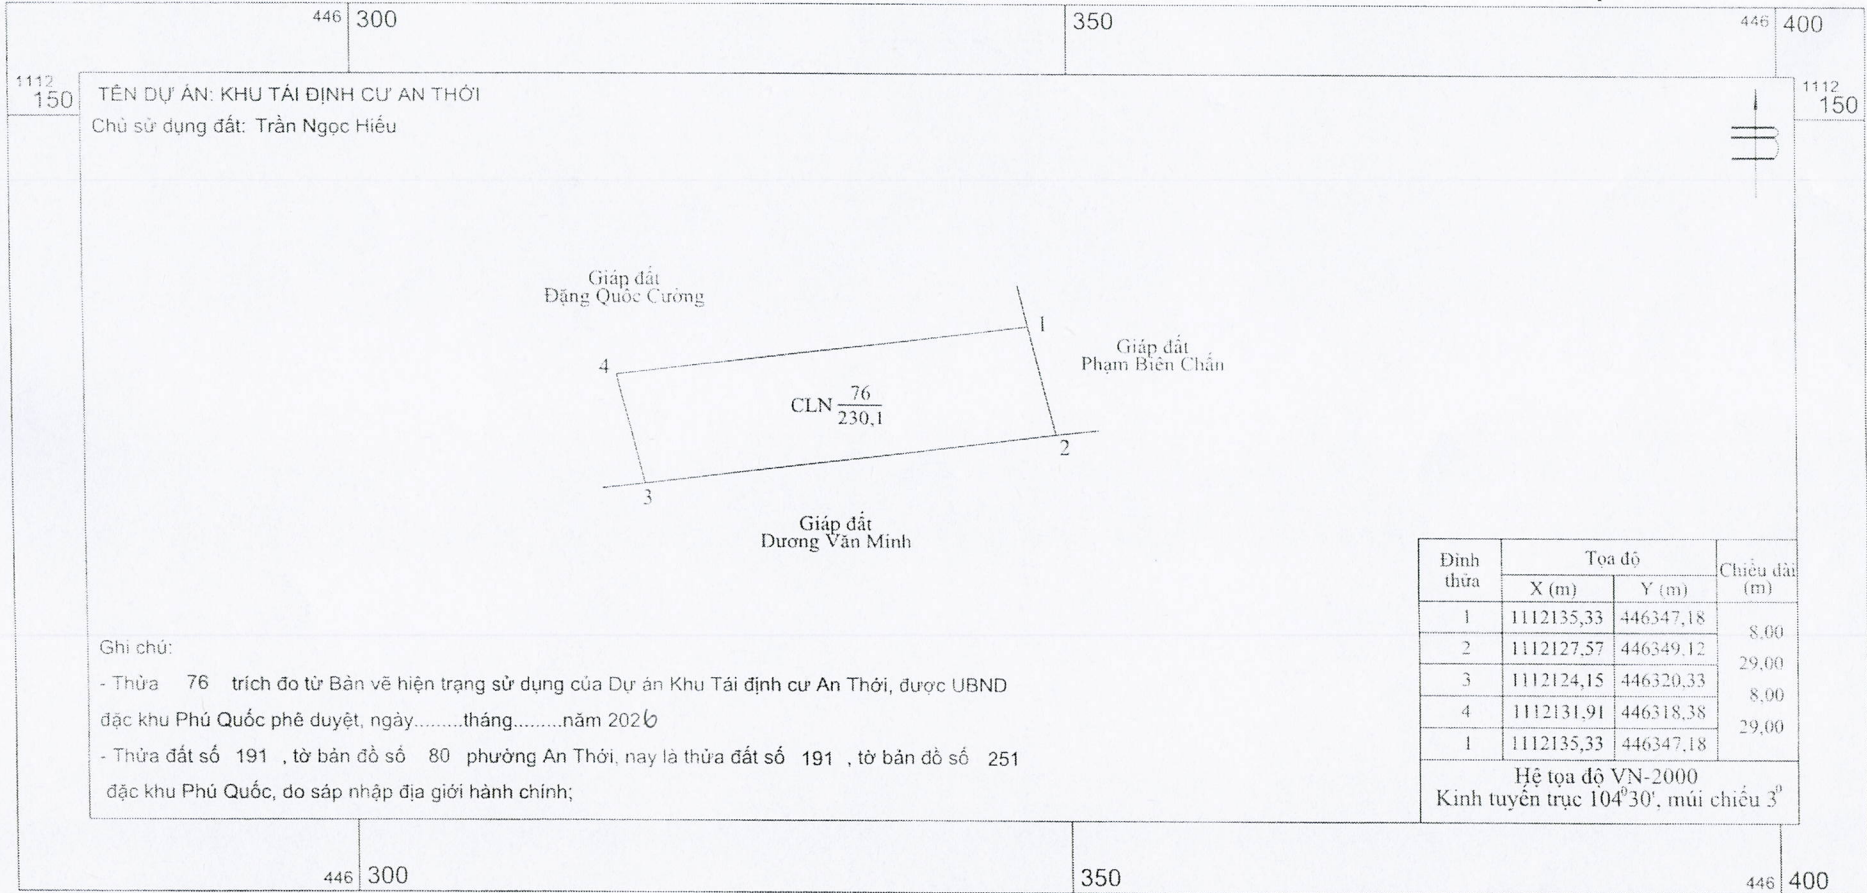 446 300 350 446 400
1112 150 1112 150
TÊN DỰ ÁN: KHU TÁI ĐỊNH CƯ AN THỚI
Chủ sử dụng đất: Trần Ngọc Hiếu
Giáp đất
Đặng Quốc Cường
1
Giáp đất
Phạm Biên Chấn
4
CLN 76
230,1
2
3
Giáp đất
Dương Văn Minh
Đỉnh thửa Tọa độ Chiều dài (m)
X (m) Y (m)
1 1112135,33 446347,18
8,00
2 1112127,57 446349,12
29,00
3 1112124,15 446320,33
8,00
4 1112131,91 446318,38
29,00
1 1112135,33 446347,18
Hệ tọa độ VN-2000
Kinh tuyến trục 104⁰30', múi chiếu 3⁰
Ghi chú:
- Thửa 76 trích đo từ Bản vẽ hiện trạng sử dụng của Dự án Khu Tái định cư An Thới, được UBND
đặc khu Phú Quốc phê duyệt, ngày.........tháng.........năm 2026
- Thửa đất số 191 , tờ bản đồ số 80 phường An Thới, nay là thửa đất số 191 , tờ bản đồ số 251
đặc khu Phú Quốc, do sáp nhập địa giới hành chính;
446 300 350 446 400